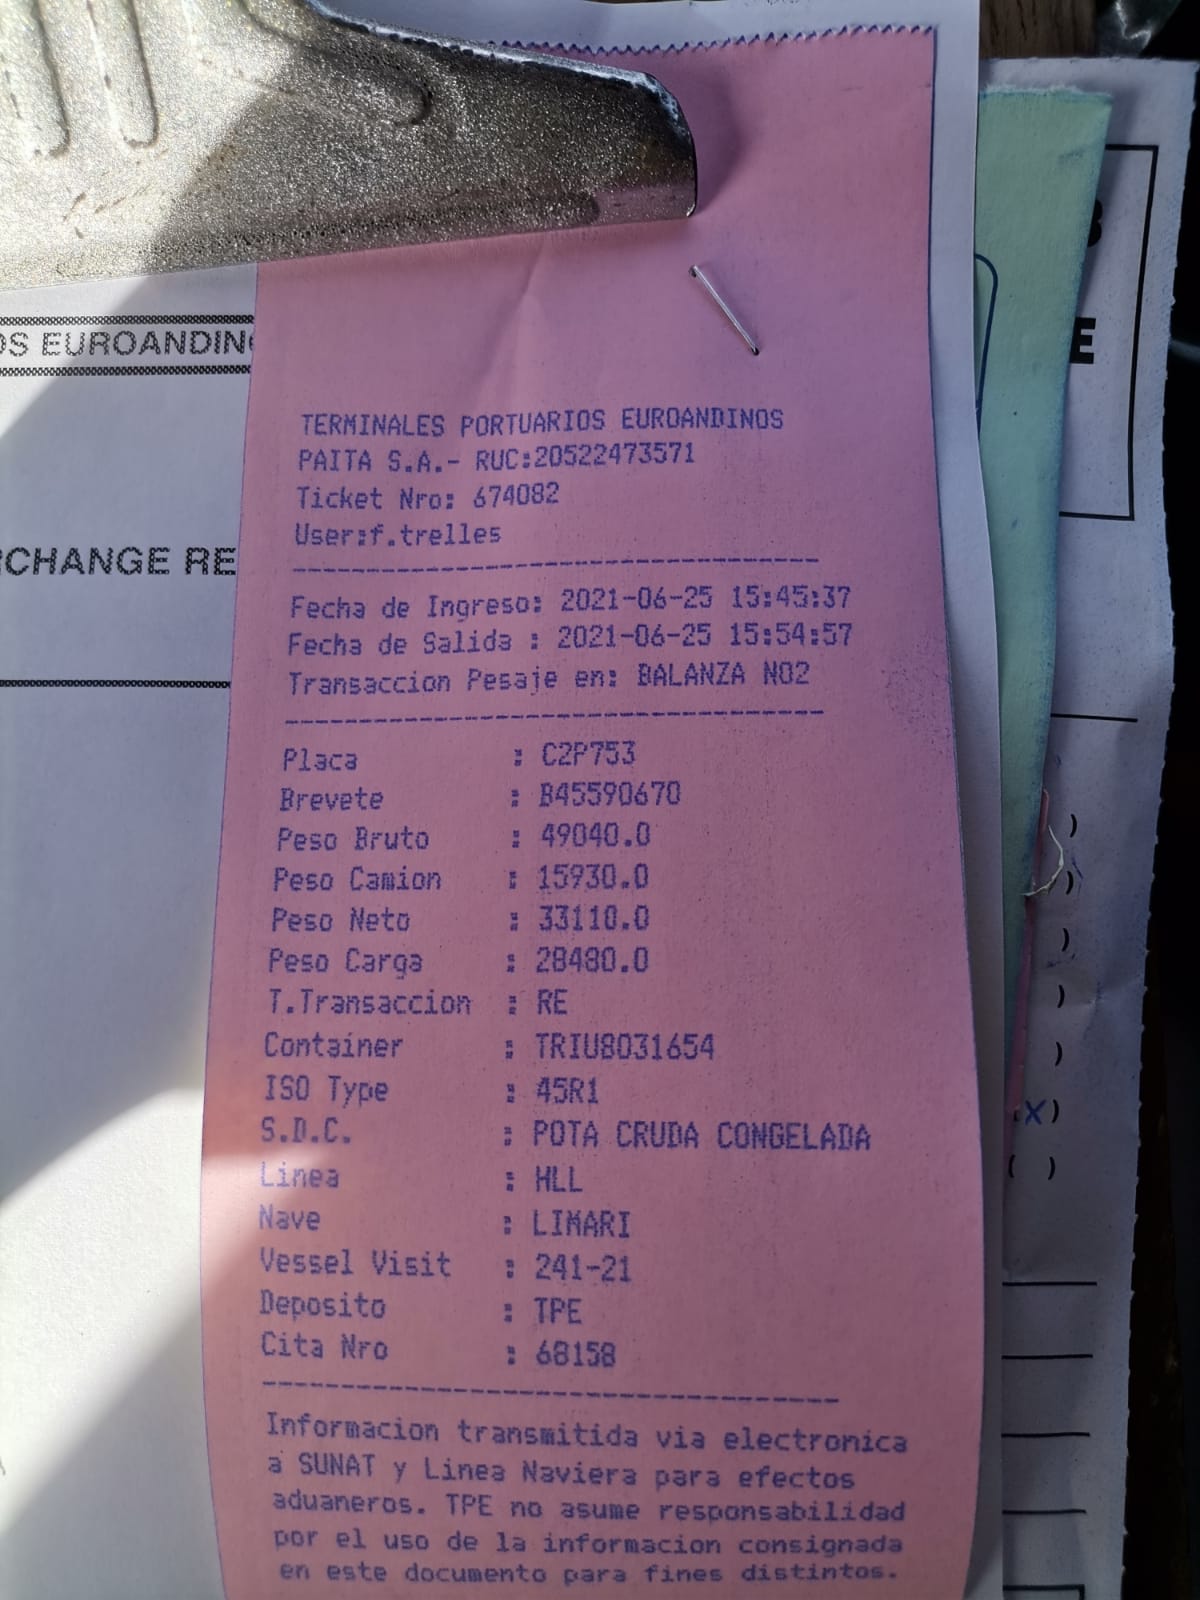 OS EUROANDIN
RCHANGE RE
TERMINALES PORTUARIOS EUROANDINOS
PAITA S.A.- RUC:20522473571
Ticket Nro: 674082
User:f.trelles
Fecha de Ingreso: 2021-06-25 15:45:37
Fecha de Salida : 2021-06-25 15:54:57
Transaccion Pesaje en: BALANZA N02
Placa : C2P753
Brevete : B45590670
Peso Bruto : 49040.0
Peso Camion : 15930.0
Peso Neto : 33110.0
Peso Carga : 28480.0
T.Transaccion : RE
Container : TRIU8031654
ISO Type : 45R1
S.D.C. : POTA CRUDA CONGELADA
Linea : HLL
Nave : LIMARI
Vessel Visit : 241-21
Deposito : TPE
Cita Nro : 68158
Informacion transmitida via electronica
a SUNAT y Linea Naviera para efectos
aduaneros. TPE no asume responsabilidad
por el uso de la informacion consignada
en este documento para fines distintos.
E
)
)
)
)
)
X)
( )